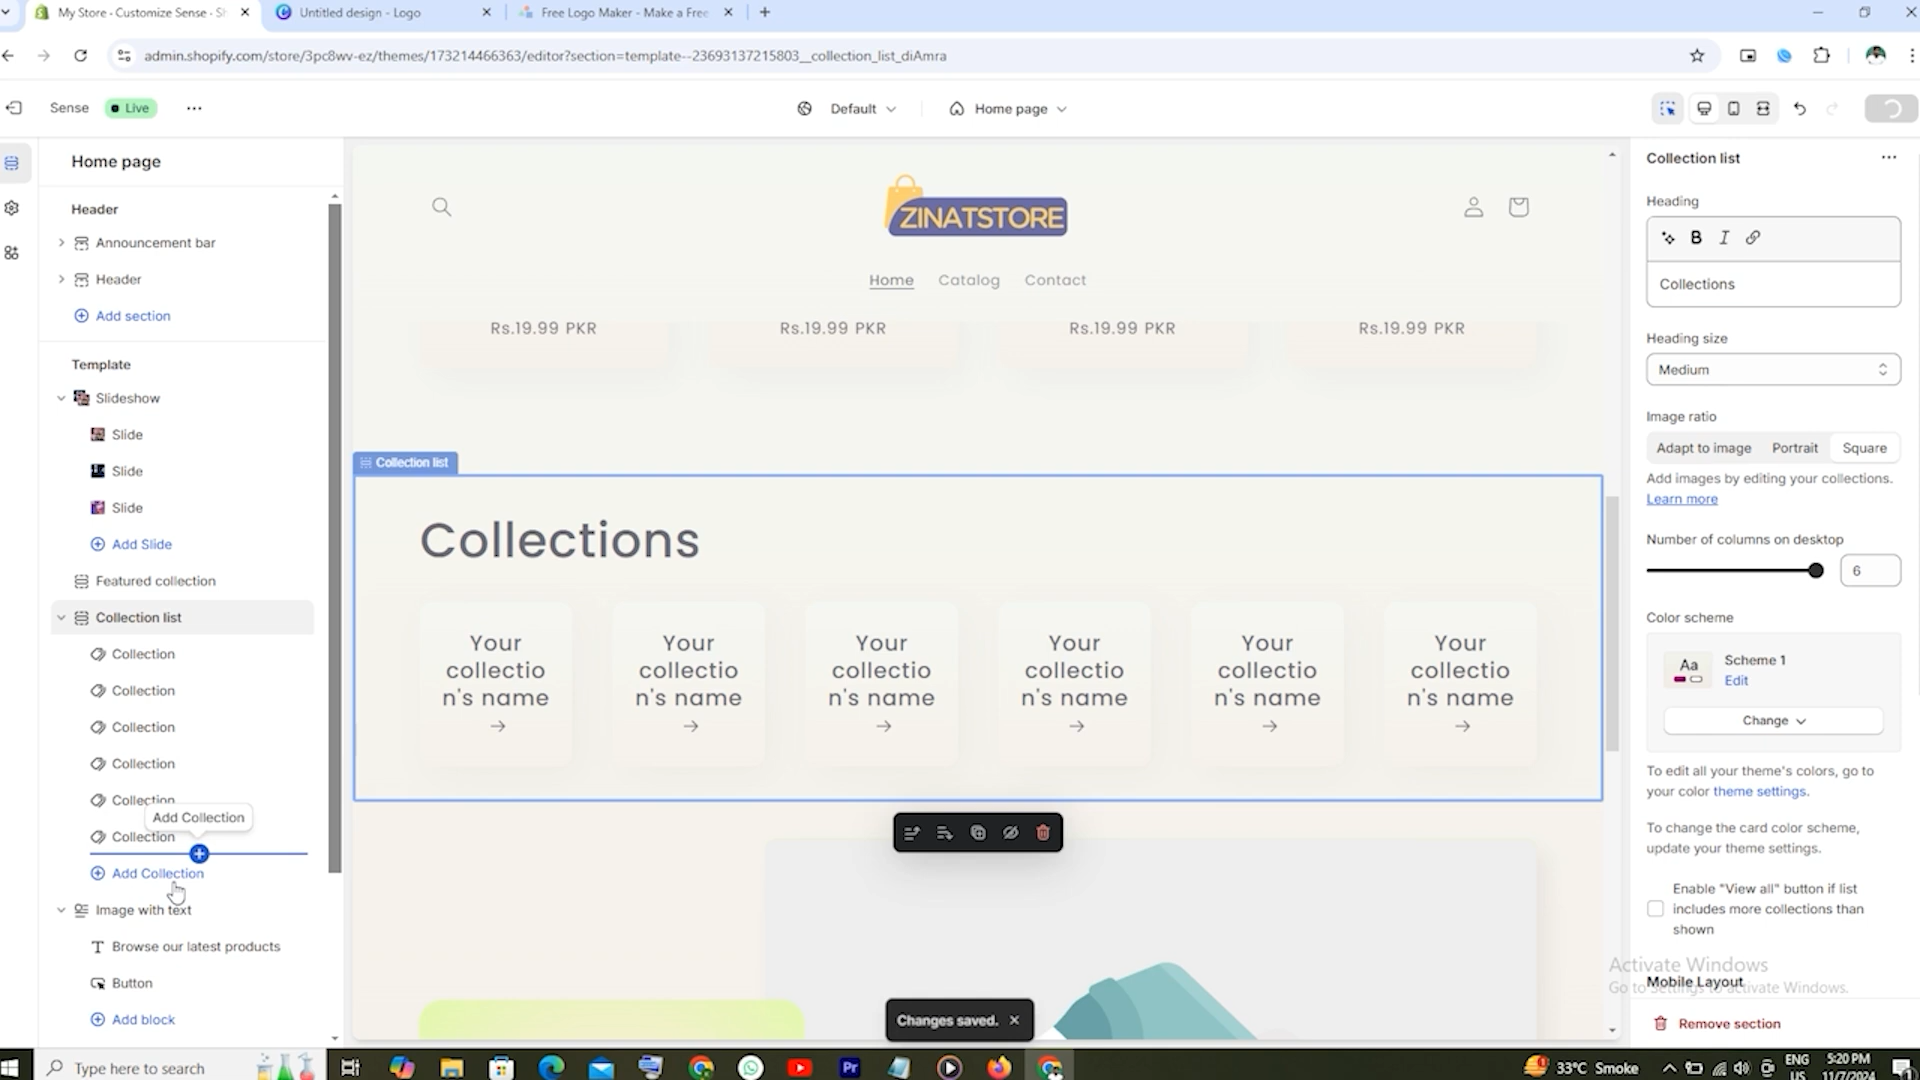 My Store - Customize Sense - S
Untitled design - Logo
Free Logo Maker - Make a Free
admin.shopify.com/store/3pc8wv-ez/themes/173214466363/editor?section=template--23693137215803__collection_list_diAmra
Sense
Live
Default
Home page
Home page
Header
Announcement bar
Header
Add section
Template
Slideshow
Slide
Slide
Slide
Add Slide
Featured collection
Collection list
Collection
Collection
Collection
Collection
Collection
Add Collection
Collection
Add Collection
Image with text
Browse our latest products
Button
Add block
ZINATSTORE
Home Catalog Contact
Rs.19.99 PKR Rs.19.99 PKR Rs.19.99 PKR Rs.19.99 PKR
Collection list
Collections
Your Your Your Your Your Your
collectio collectio collectio collectio collectio collectio
n's name n's name n's name n's name n's name n's name
Changes saved.
Collection list
Heading
B I
Collections
Heading size
Medium
Image ratio
Adapt to image Portrait Square
Add images by editing your collections.
Learn more
Number of columns on desktop
6
Color scheme
Aa
Scheme 1
Edit
Change
To edit all your theme's colors, go to
your color theme settings.
To change the card color scheme,
update your theme settings.
Enable "View all" button if list
includes more collections than
shown
Activate Windows
Mobile Layout
Go to Settings to activate Windows.
Remove section
Type here to search
Pr
33°C Smoke
ENG
US
5:20 PM
11/7/2024